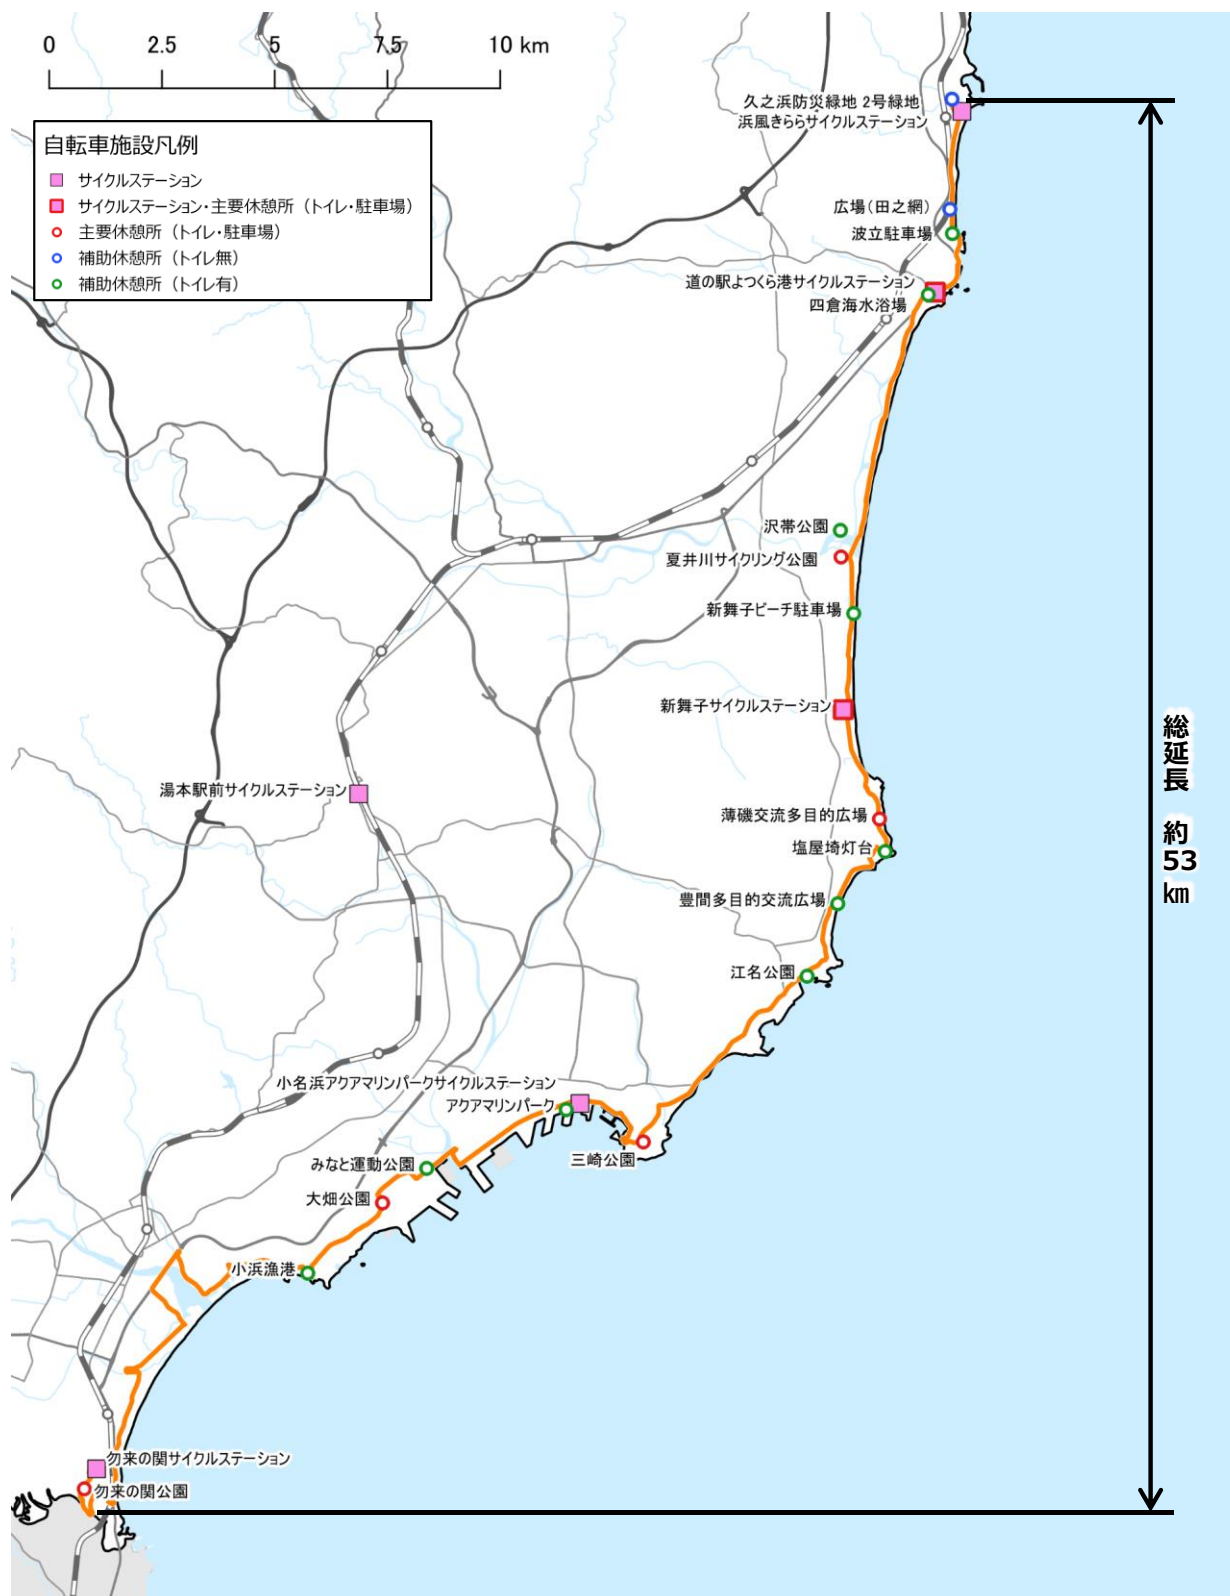 0 2.5 5 7.5 10 km
自転車施設凡例
サイクルステーション
サイクルステーション・主要休憩所（トイレ・駐車場）
主要休憩所（トイレ・駐車場）
補助休憩所（トイレ無）
補助休憩所（トイレ有）
久之浜防災緑地 2号緑地
浜風きららサイクルステーション
広場（田之網）
波立駐車場
道の駅よつくら港サイクルステーション
四倉海水浴場
沢帯公園
夏井川サイクリング公園
新舞子ビーチ駐車場
新舞子サイクルステーション
総延長 約53㎞
湯本駅前サイクルステーション
薄磯交流多目的広場
塩屋埼灯台
豊間多目的交流広場
江名公園
小名浜アクアマリンパークサイクルステーション
アクアマリンパーク
三崎公園
みなと運動公園
大畑公園
小浜漁港
勿来の関サイクルステーション
勿来の関公園